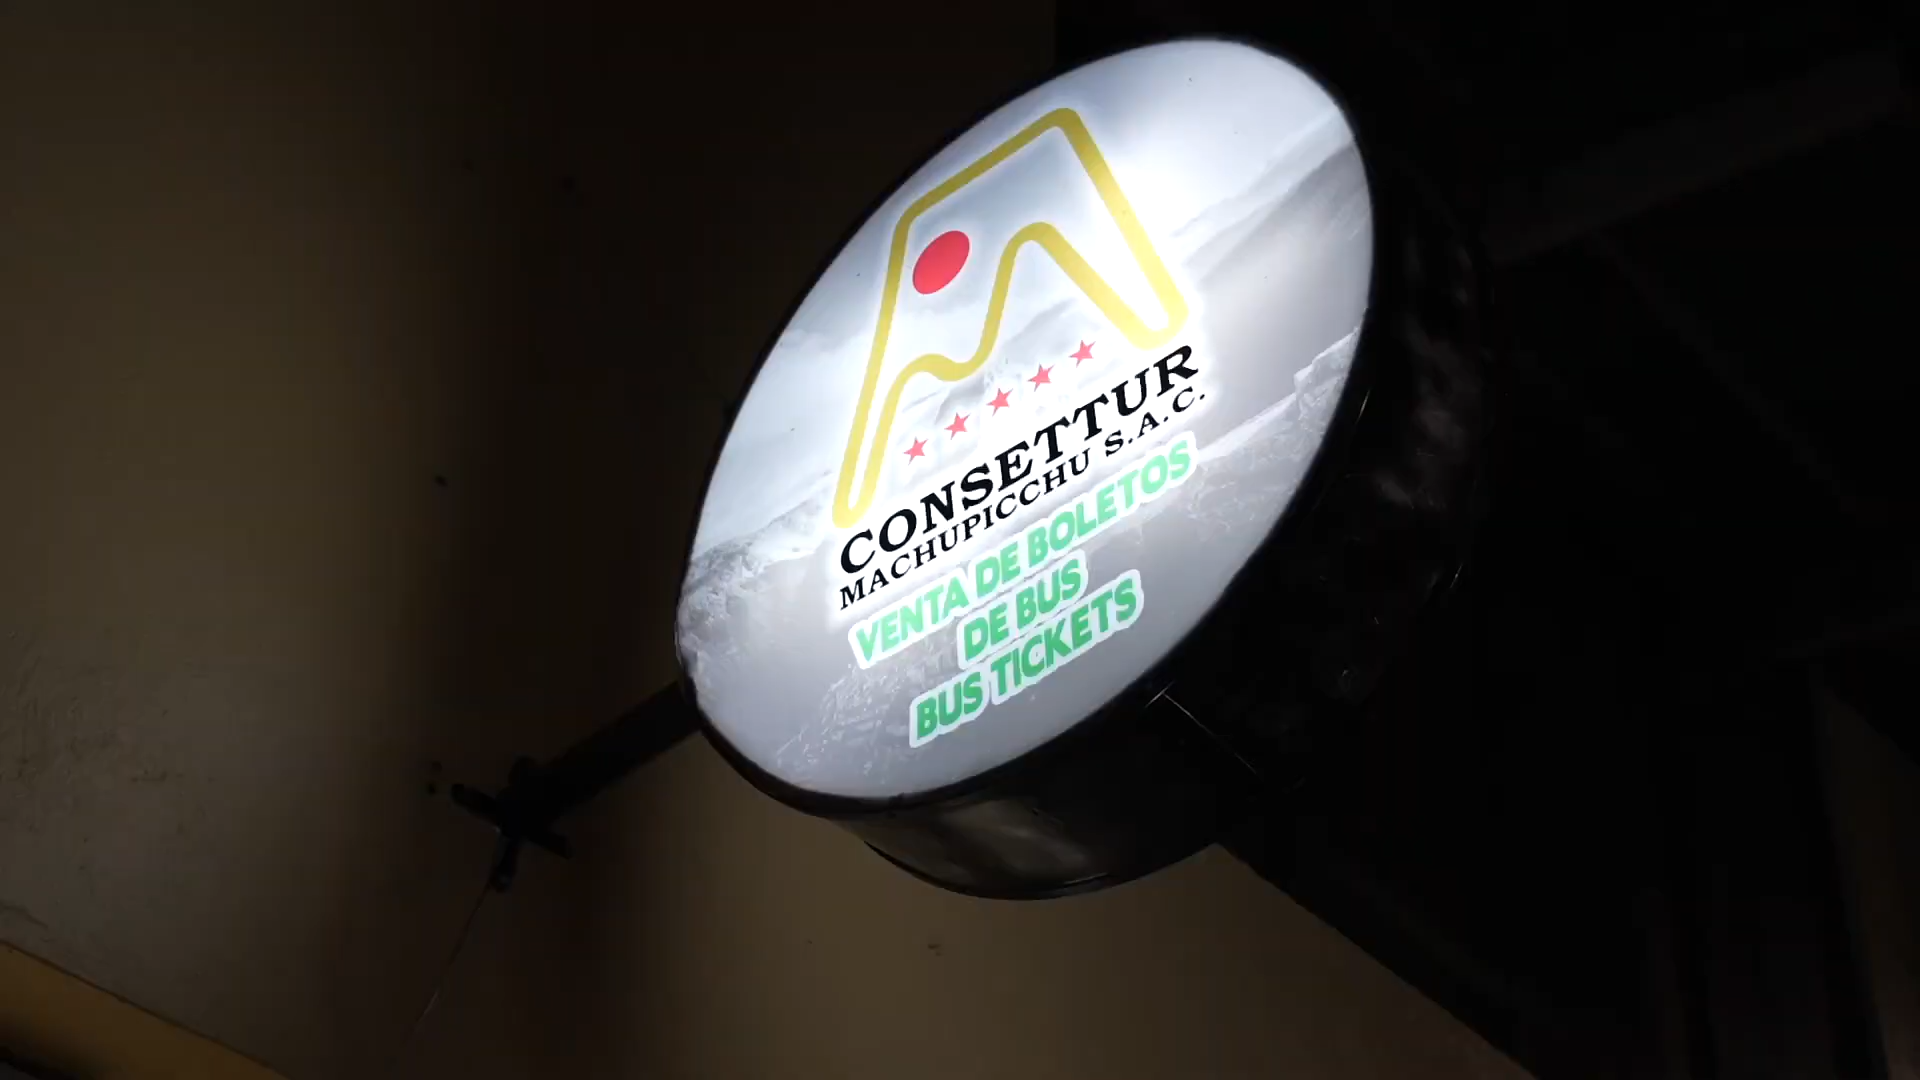 CONSETTUR
MACHUPICCHU S.A.C.
VENTA DE BOLETOS
DE BUS
BUS TICKETS